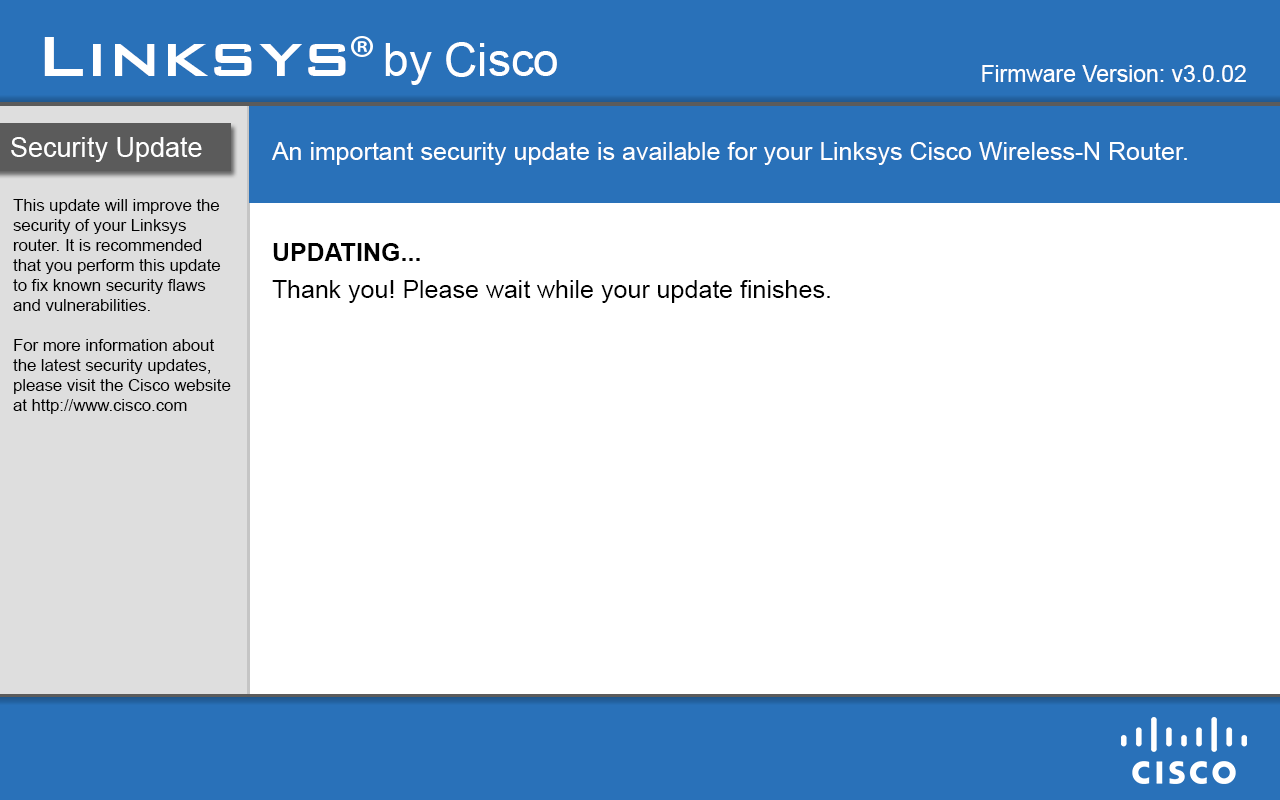 LINKSYS® by Cisco
Firmware Version: v3.0.02
Security Update
This update will improve the
security of your Linksys
router. It is recommended
that you perform this update
to fix known security flaws
and vulnerabilities.
For more information about
the latest security updates,
please visit the Cisco website
at http://www.cisco.com
An important security update is available for your Linksys Cisco Wireless-N Router.
UPDATING...
Thank you! Please wait while your update finishes.
CISCO